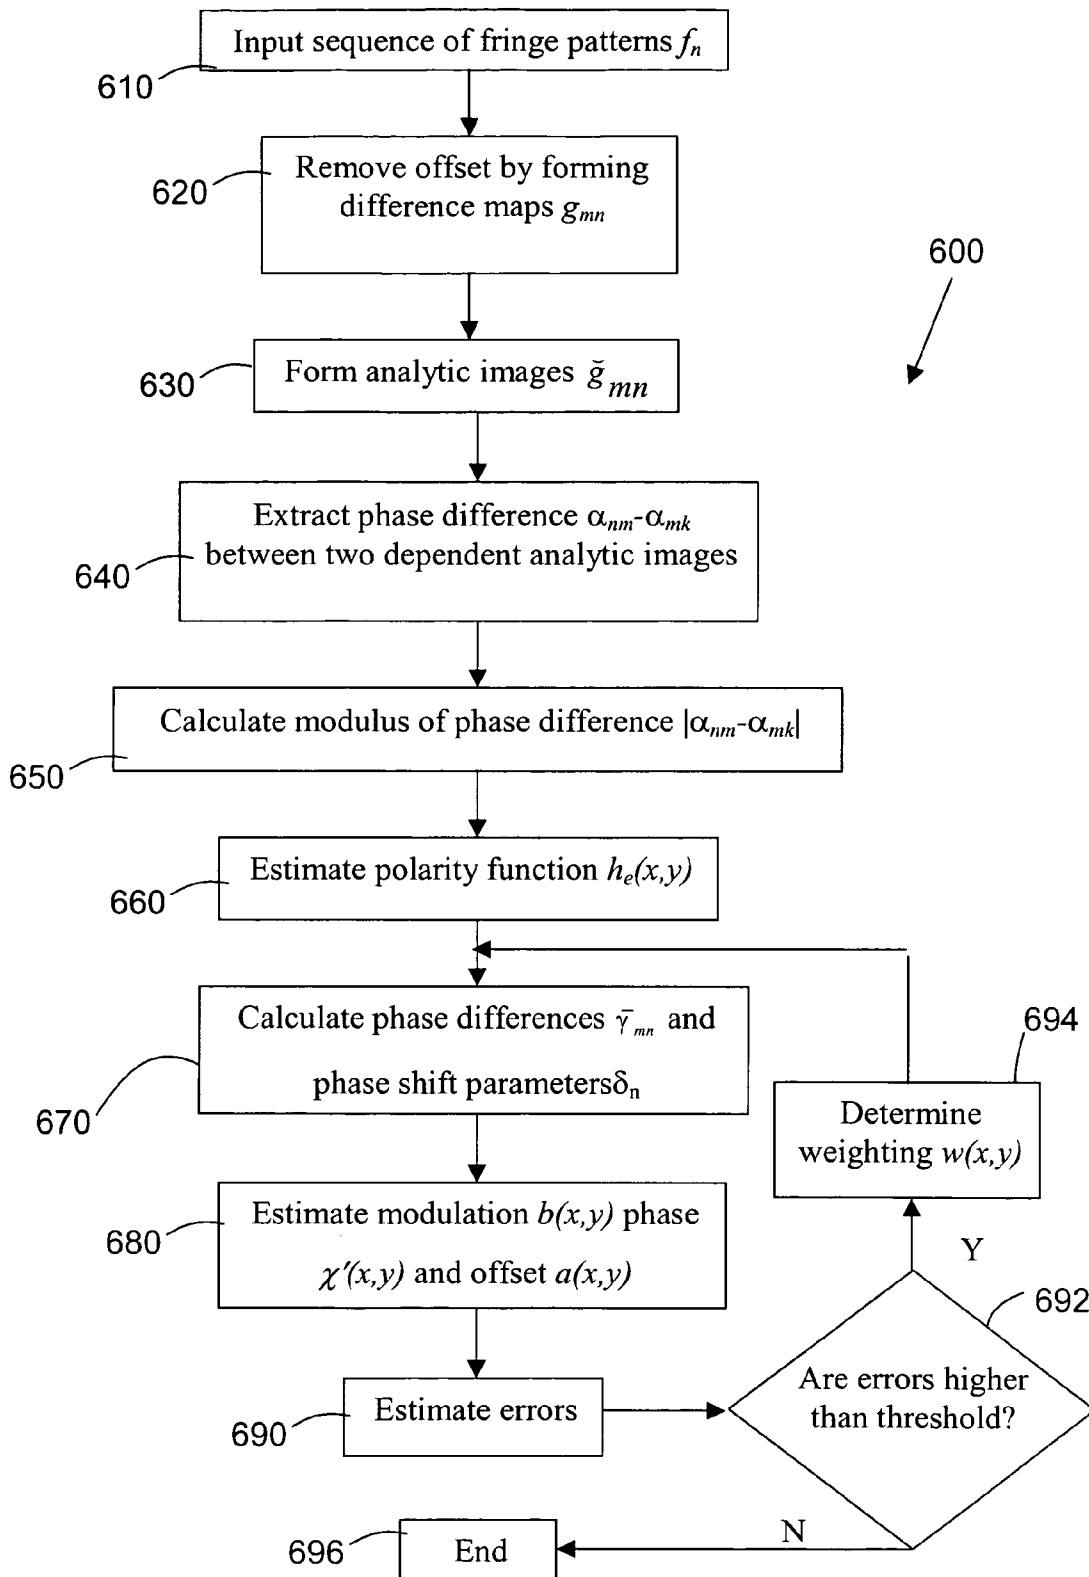 Input sequence of fringe patterns fn
610
Remove offset by forming
difference maps gmn
620
600
Form analytic images ğmn
630
Extract phase difference αnm-αmk
between two dependent analytic images
640
Calculate modulus of phase difference |αnm-αmk|
650
Estimate polarity function he(x,y)
660
Calculate phase differences γ̄mn and
phase shift parametersδn
670
694
Determine
weighting w(x,y)
Estimate modulation b(x,y) phase
χ'(x,y) and offset a(x,y)
680
Y
692
Are errors higher
than threshold?
Estimate errors
690
N
End
696